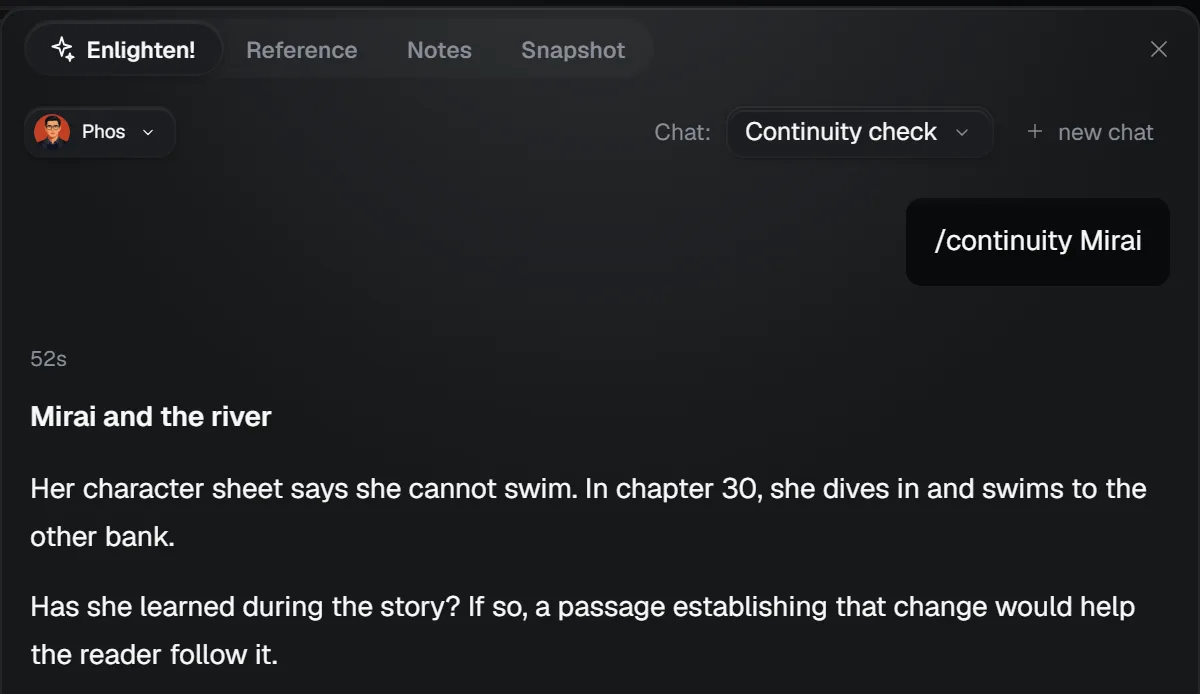 Enlighten! Reference Notes Snapshot
Phos Chat: Continuity check + new chat
/continuity Mirai
52s
Mirai and the river
Her character sheet says she cannot swim. In chapter 30, she dives in and swims to the
other bank.
Has she learned during the story? If so, a passage establishing that change would help
the reader follow it.